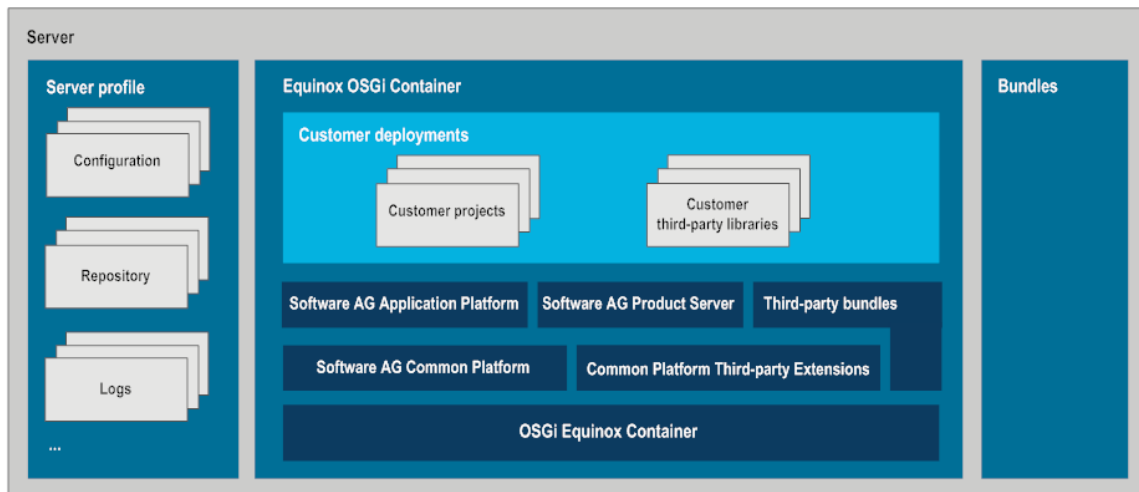 Server
Server profile
Configuration
Repository
Logs
...
Equinox OSGi Container
Customer deployments
Customer projects
Customer
third-party libraries
Software AG Application Platform
Software AG Product Server
Third-party bundles
Software AG Common Platform
Common Platform Third-party Extensions
OSGi Equinox Container
Bundles